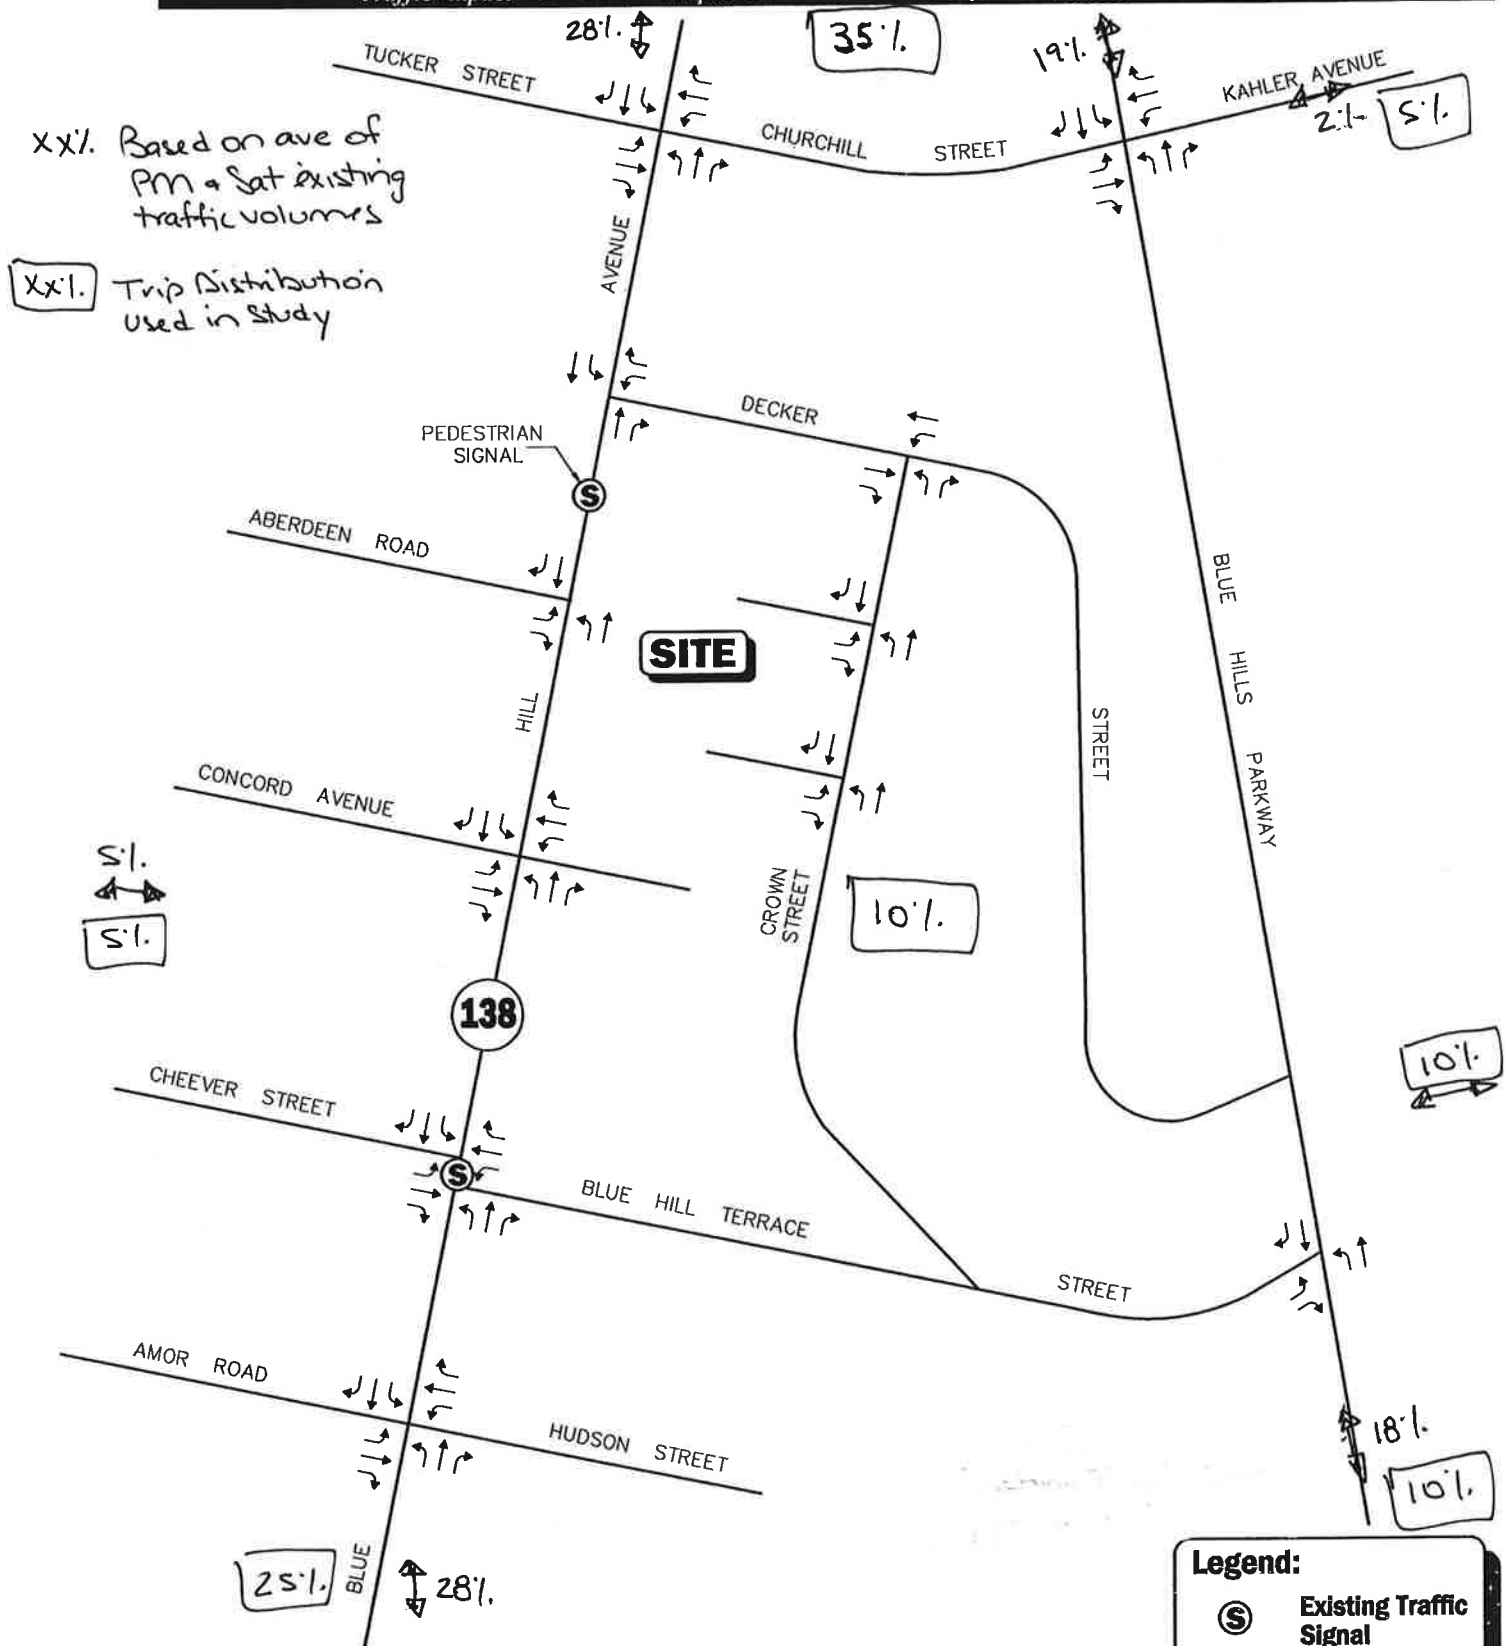 28%
35%
19%
TUCKER STREET
KAHLER AVENUE
2%
5%
CHURCHILL STREET
XX% Based on ave of
PM & Sat existing
traffic volumes
XX% Trip Distribution
Used in Study
AVENUE
DECKER
PEDESTRIAN
SIGNAL
S
ABERDEEN ROAD
SITE
BLUE HILLS PARKWAY
HILL
STREET
CONCORD AVENUE
5%
5%
CROWN
STREET
10%
138
10%
CHEEVER STREET
S
BLUE HILL TERRACE
STREET
AMOR ROAD
HUDSON STREET
18%
10%
25%
BLUE
28%
Legend:
S Existing Traffic
Signal